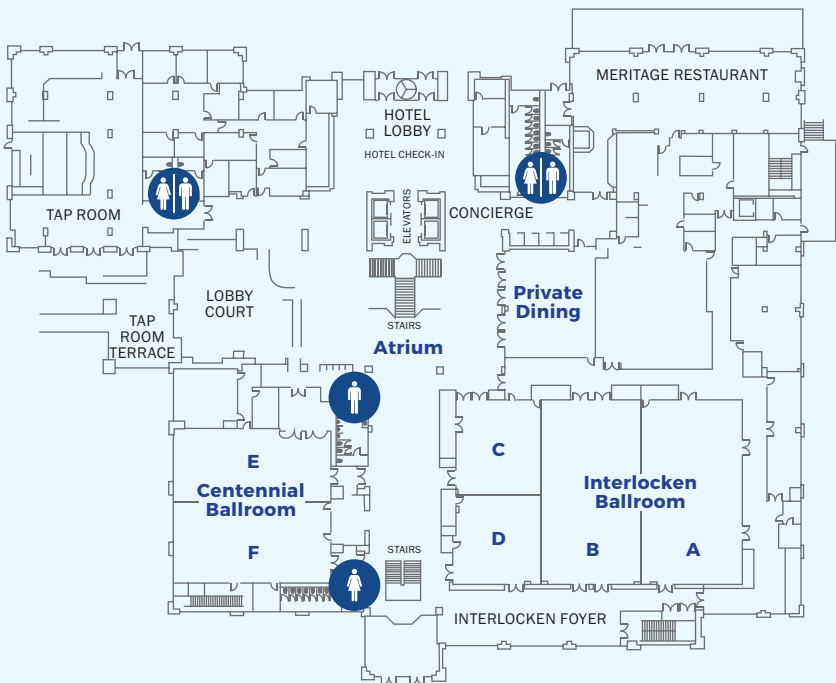 MERITAGE RESTAURANT
HOTEL
LOBBY
HOTEL CHECK-IN
TAP ROOM
ELEVATORS
CONCIERGE
LOBBY
COURT
Private
Dining
TAP
ROOM
TERRACE
STAIRS
Atrium
E
Centennial
Ballroom
F
C
D
Interlocken
Ballroom
B
A
STAIRS
INTERLOCKEN FOYER